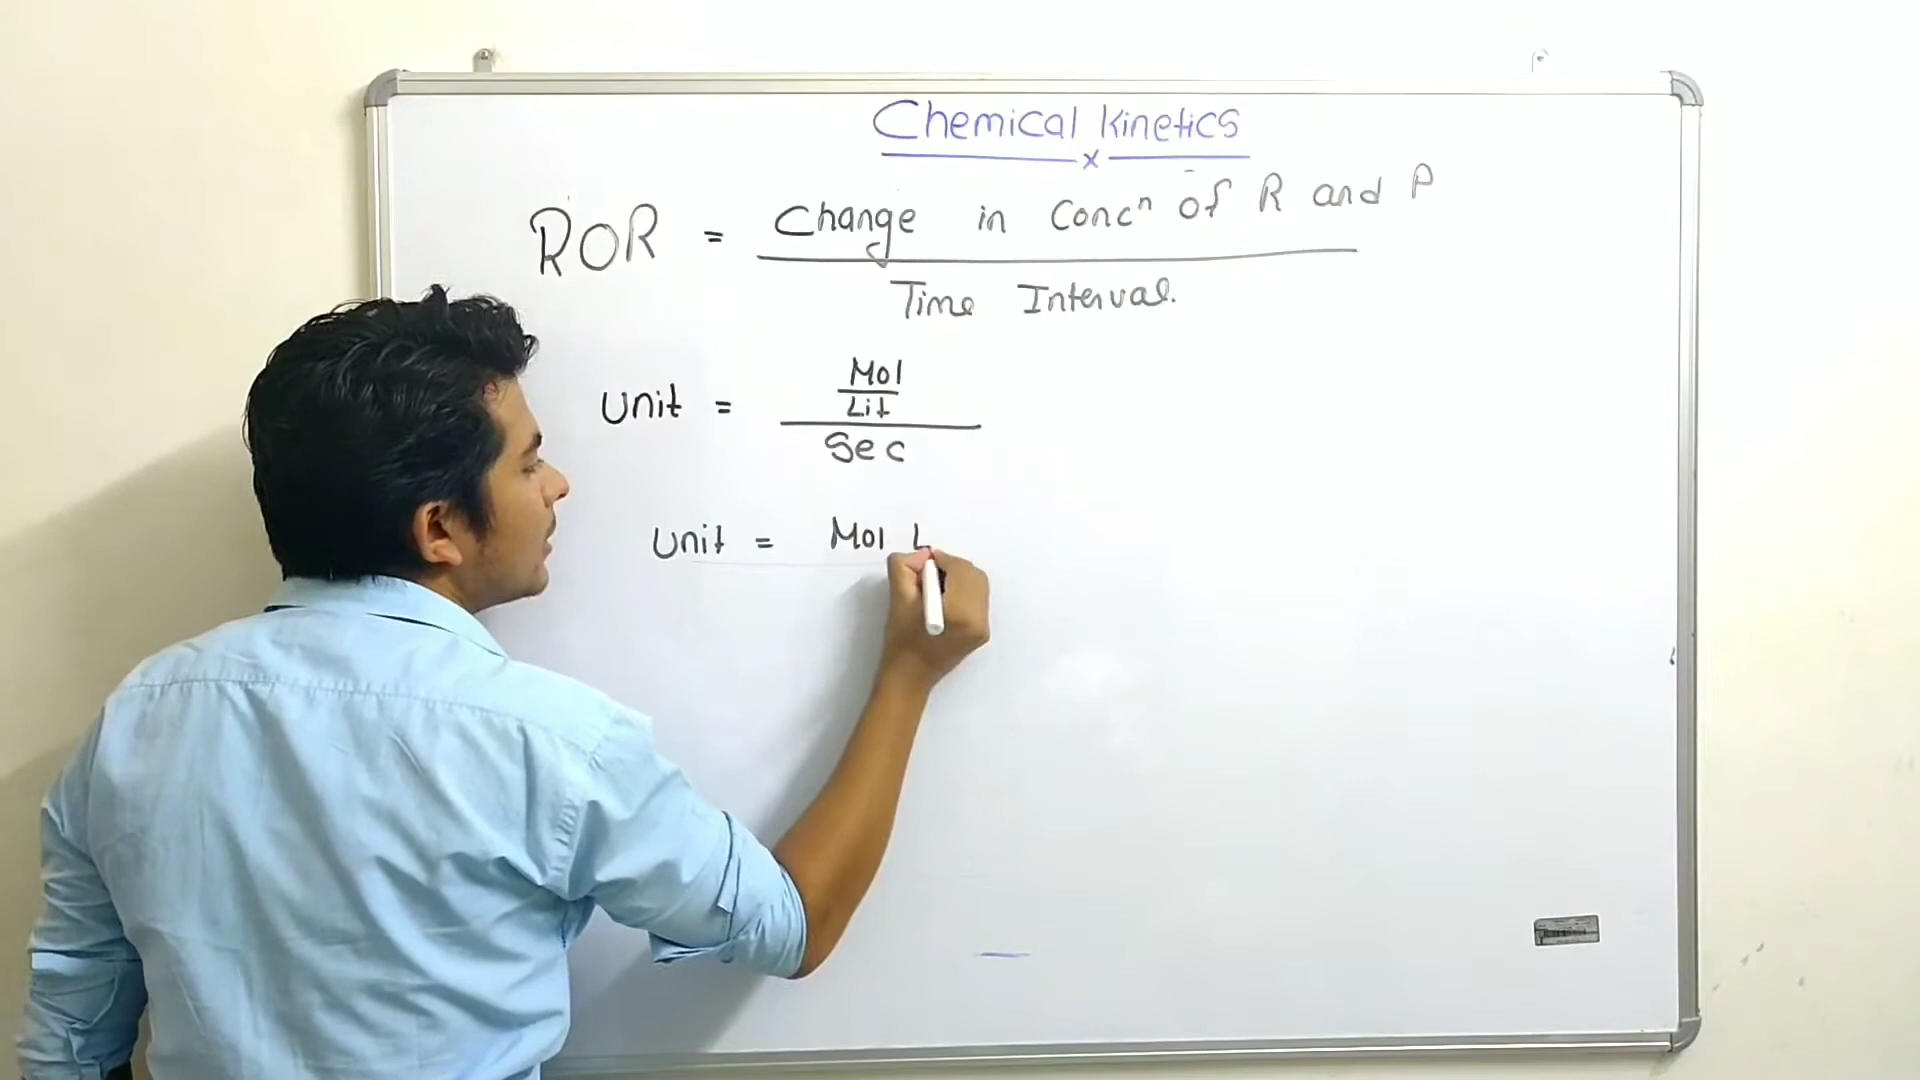 Chemical Kinetics
x
ROR = Change in Concⁿ of R and P
Time Interval.
Unit = Mol
Lit
Sec
Unit = Mol L